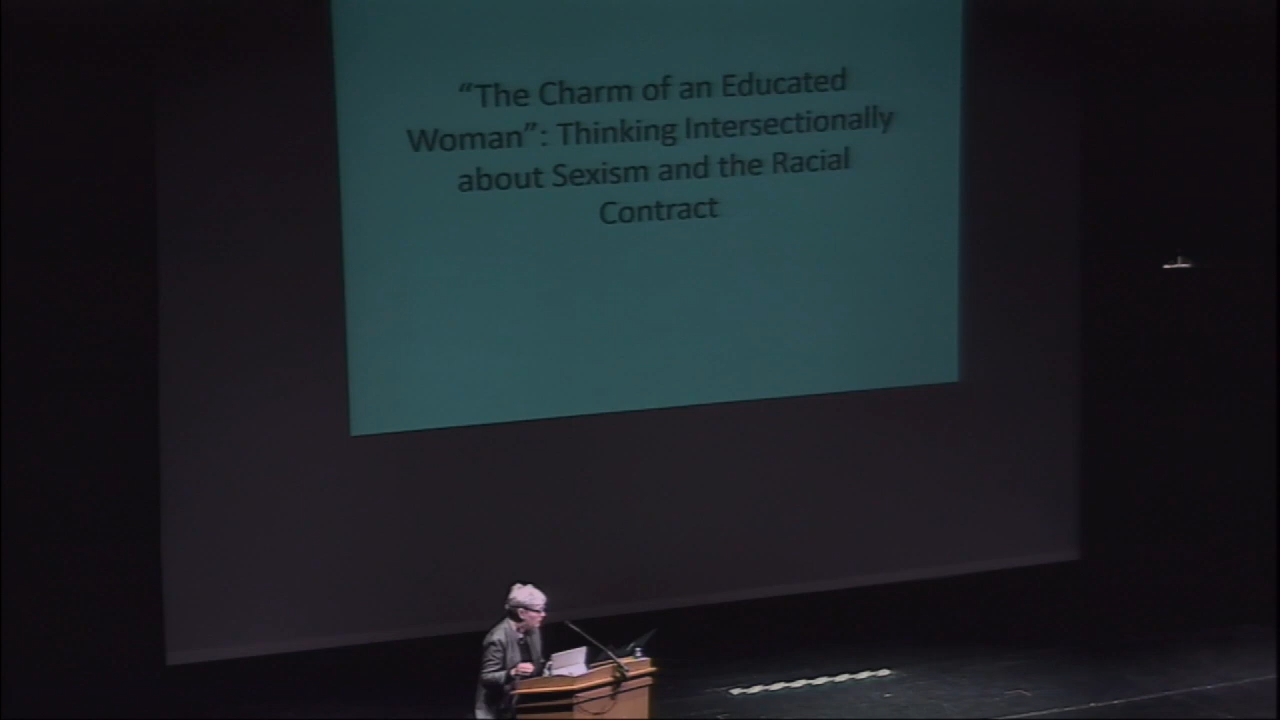 “The Charm of an Educated
Woman”: Thinking Intersectionally
about Sexism and the Racial
Contract